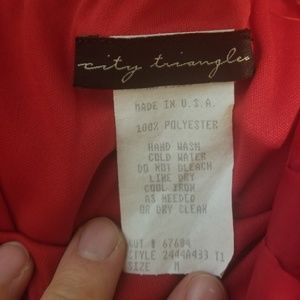 city triangles
MADE IN U.S.A.
100% POLYESTER
HAND WASH
COLD WATER
DO NOT BLEACH
LINE DRY
COOL IRON
AS NEEDED
OR DRY CLEAN
LOT # 67604
STYLE 2444A433 T1
SIZE M